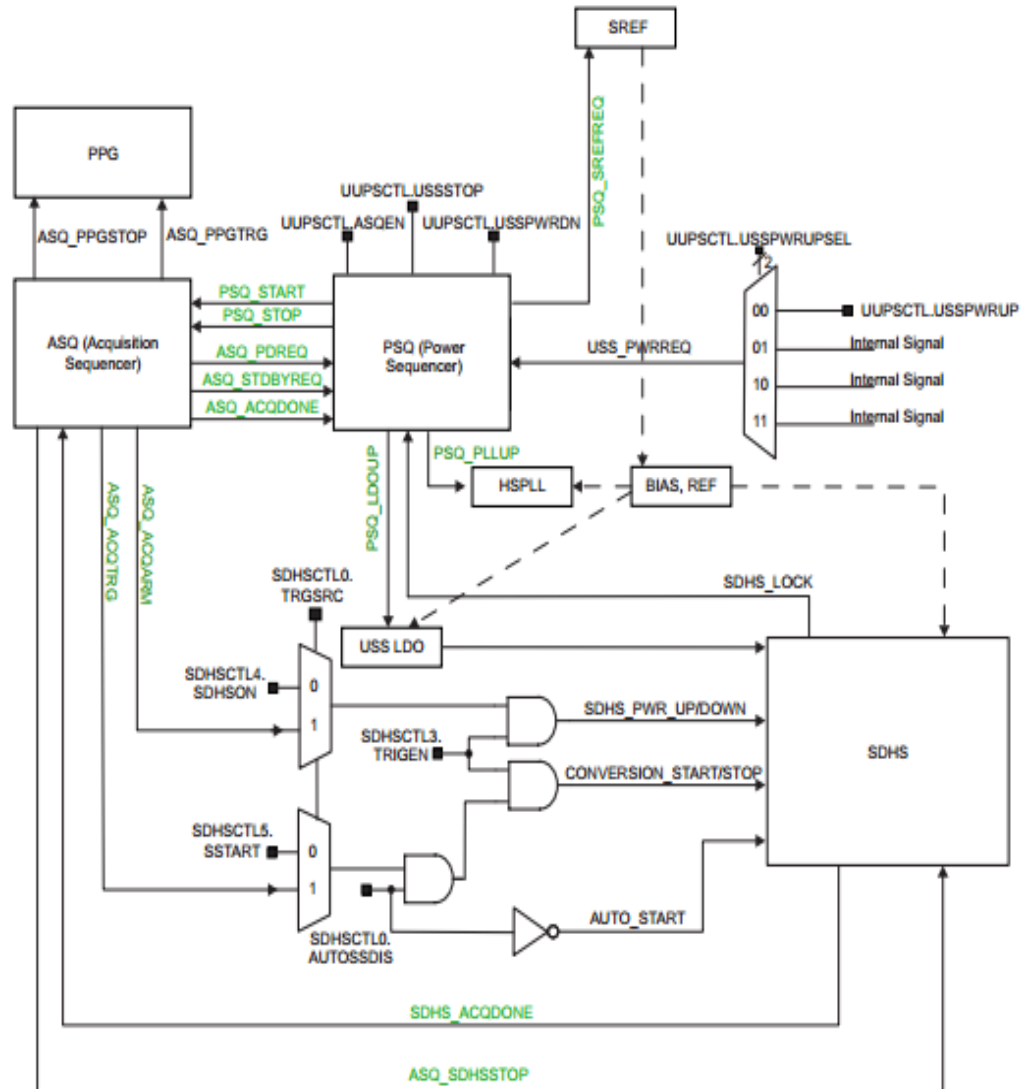 SREF
PSQ_SREFREQ
PPG
ASQ_PPGSTOP
ASQ_PPGTRG
UUPSCTL.USSSTOP
UUPSCTL.ASQEN
UUPSCTL.USSPWRDN
UUPSCTL.USSPWRUPSEL
2
ASQ (Acquisition
Sequencer)
PSQ_START
PSQ_STOP
ASQ_PDREQ
ASQ_STDBYREQ
ASQ_ACQDONE
PSQ (Power
Sequencer)
USS_PWRREQ
00
01
10
11
UUPSCTL.USSPWRUP
Internal Signal
Internal Signal
Internal Signal
ASQ_ACQTRG
ASQ_ACQARM
PSQ_LDOUP
PSQ_PLLUP
HSPLL
BIAS, REF
SDHSCTL0.
TRGSRC
SDHS_LOCK
USS LDO
SDHSCTL4.
SDHSON
0
1
SDHSCTL3.
TRIGEN
SDHS_PWR_UP/DOWN
CONVERSION_START/STOP
SDHS
SDHSCTL5.
SSTART
0
1
SDHSCTL0.
AUTOSSDIS
AUTO_START
SDHS_ACQDONE
ASQ_SDHSSTOP